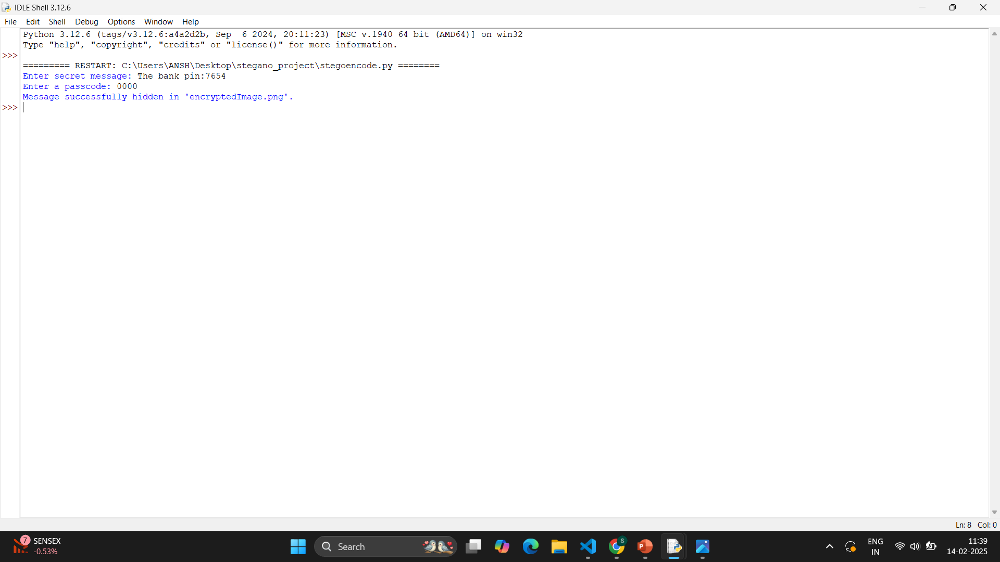 IDLE Shell 3.12.6
File Edit Shell Debug Options Window Help
Python 3.12.6 (tags/v3.12.6:a4a2d2b, Sep  6 2024, 20:11:23) [MSC v.1940 64 bit (AMD64)] on win32
Type "help", "copyright", "credits" or "license()" for more information.
>>>
========= RESTART: C:\Users\ANSH\Desktop\stegano_project\stegoencode.py ========
Enter secret message: The bank pin:7654
Enter a passcode: 0000
Message successfully hidden in 'encryptedImage.png'.
>>>
Ln: 8 Col: 0
7 SENSEX
-0.53%
Search
S
P
ENG
IN
11:39
14-02-2025